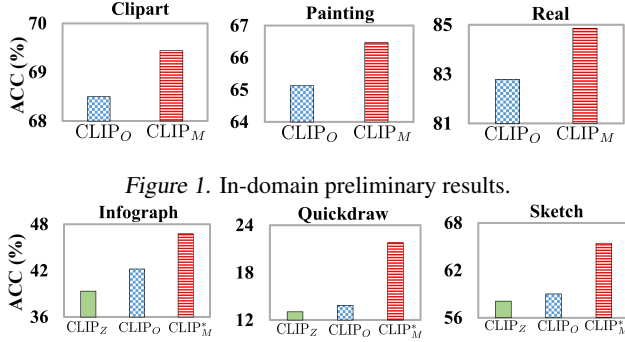 Clipart Painting Real
ACC (%)
70
69
68
67
66
65
64
85
83
81
CLIP_O CLIP_M CLIP_O CLIP_M CLIP_O CLIP_M
Figure 1. In-domain preliminary results.
Infograph Quickdraw Sketch
ACC (%)
48
42
36
24
18
12
68
62
56
CLIP_Z CLIP_O CLIP*_M CLIP_Z CLIP_O CLIP*_M CLIP_Z CLIP_O CLIP*_M